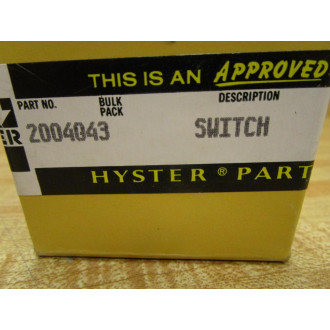 THIS IS AN APPROVED
PART NO. BULK PACK DESCRIPTION
2004043 SWITCH
HYSTER® PART